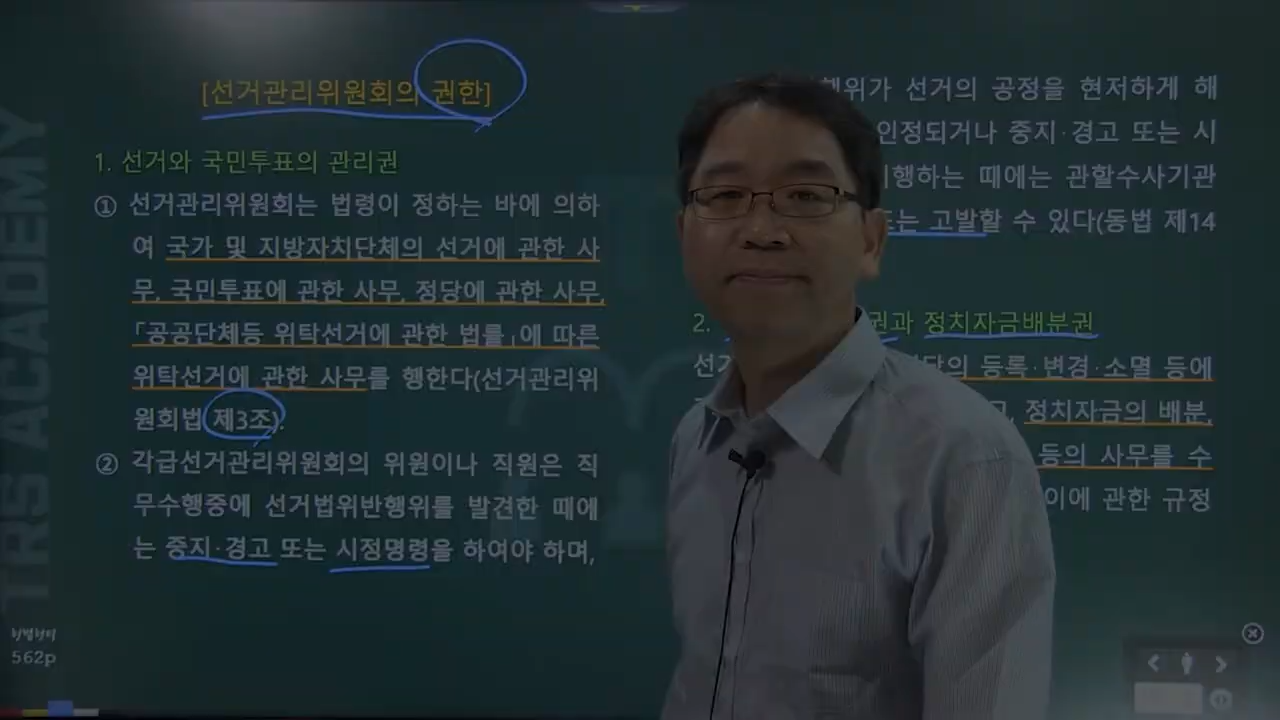 [선거관리위원회의 권한]
1. 선거와 국민투표의 관리권
① 선거관리위원회는 법령이 정하는 바에 의하
여 국가 및 지방자치단체의 선거에 관한 사
무, 국민투표에 관한 사무, 정당에 관한 사무,
「공공단체등 위탁선거에 관한 법률」에 따른
위탁선거에 관한 사무를 행한다(선거관리위
원회법 제3조).
② 각급선거관리위원회의 위원이나 직원은 직
무수행중에 선거법위반행위를 발견한 때에
는 중지·경고 또는 시정명령을 하여야 하며,
행위가 선거의 공정을 현저하게 해
인정되거나 중지·경고 또는 시
때에는 관할수사기관
또는 고발할 수 있다(동법 제14
2. 정치자금배분권
등록·변경·소멸 등에
정치자금의 배분,
등의 사무를 수
이에 관한 규정
TRS ACADEMY
562p